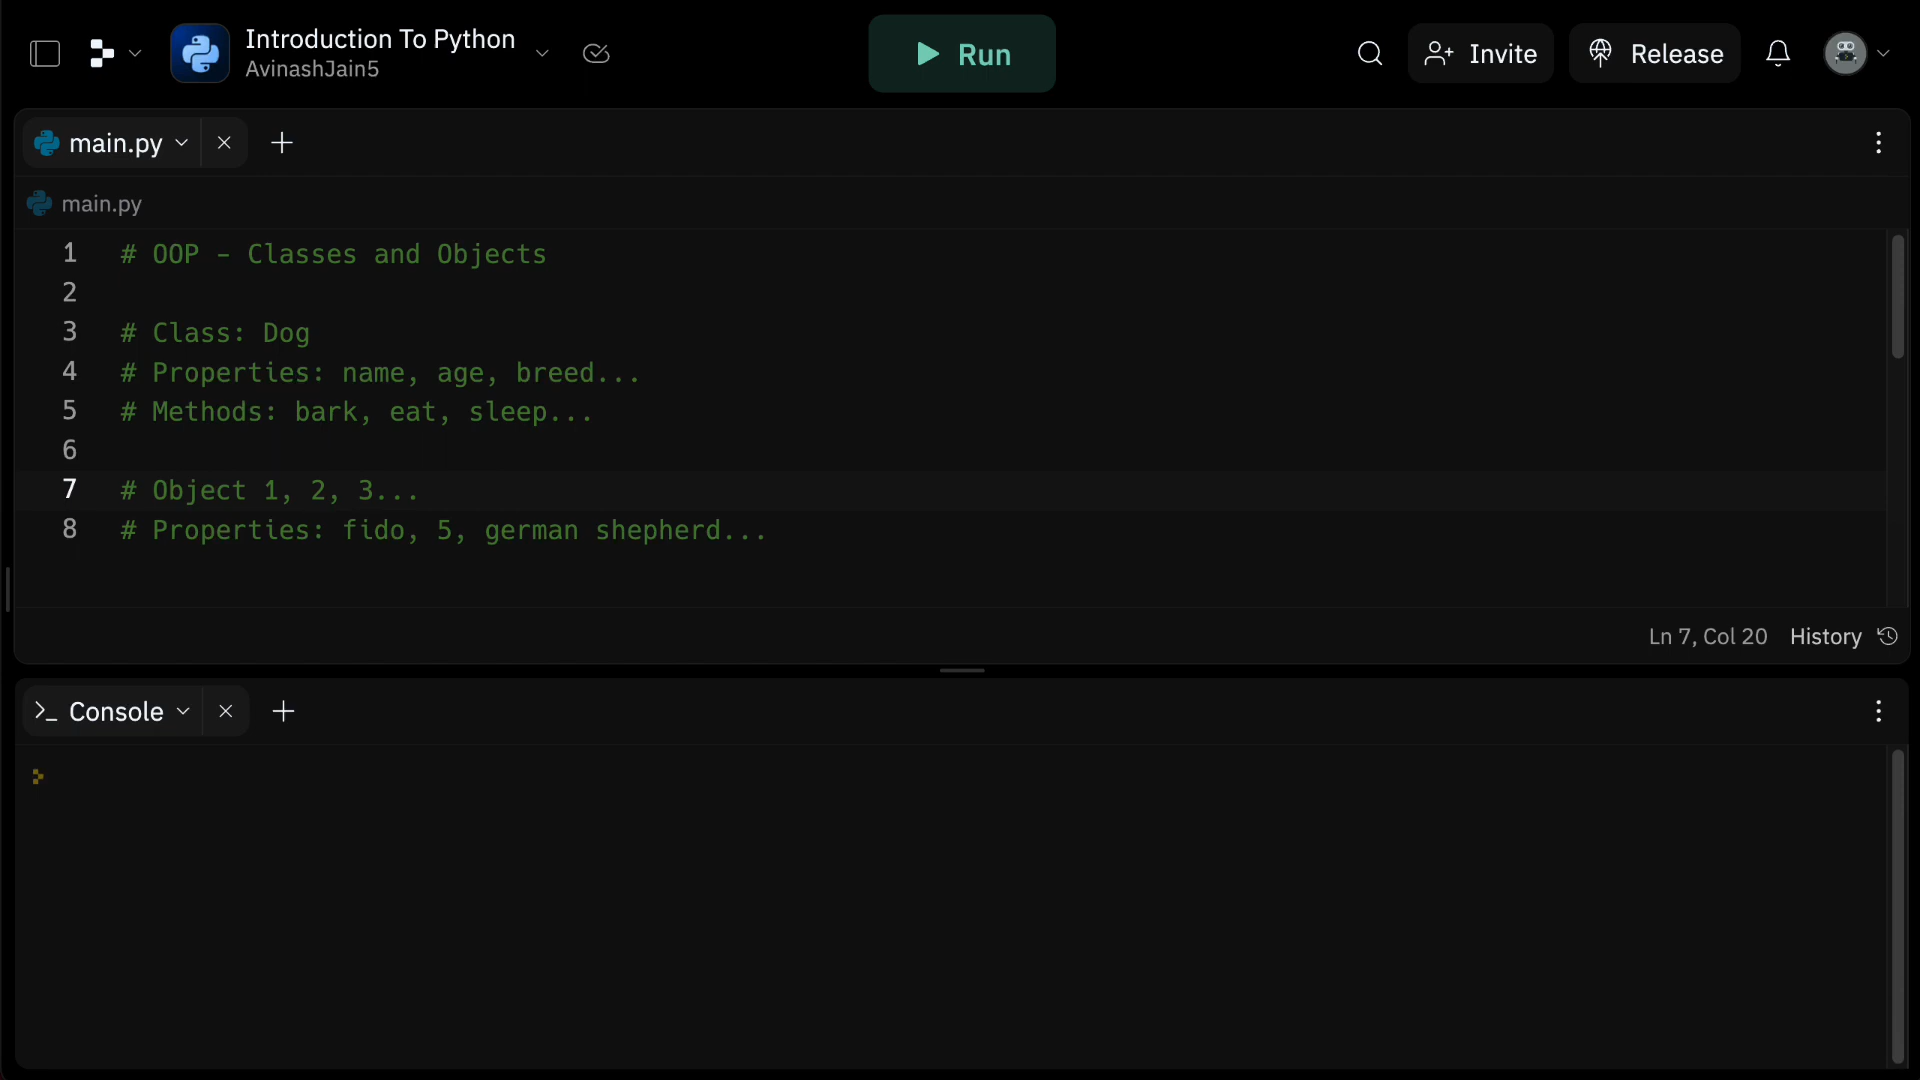 Introduction To Python
AvinashJain5
Run
Invite
Release
main.py
main.py
1 # OOP - Classes and Objects
2
3 # Class: Dog
4 # Properties: name, age, breed...
5 # Methods: bark, eat, sleep...
6
7 # Object 1, 2, 3...
8 # Properties: fido, 5, german shepherd...
Ln 7, Col 20 History
Console